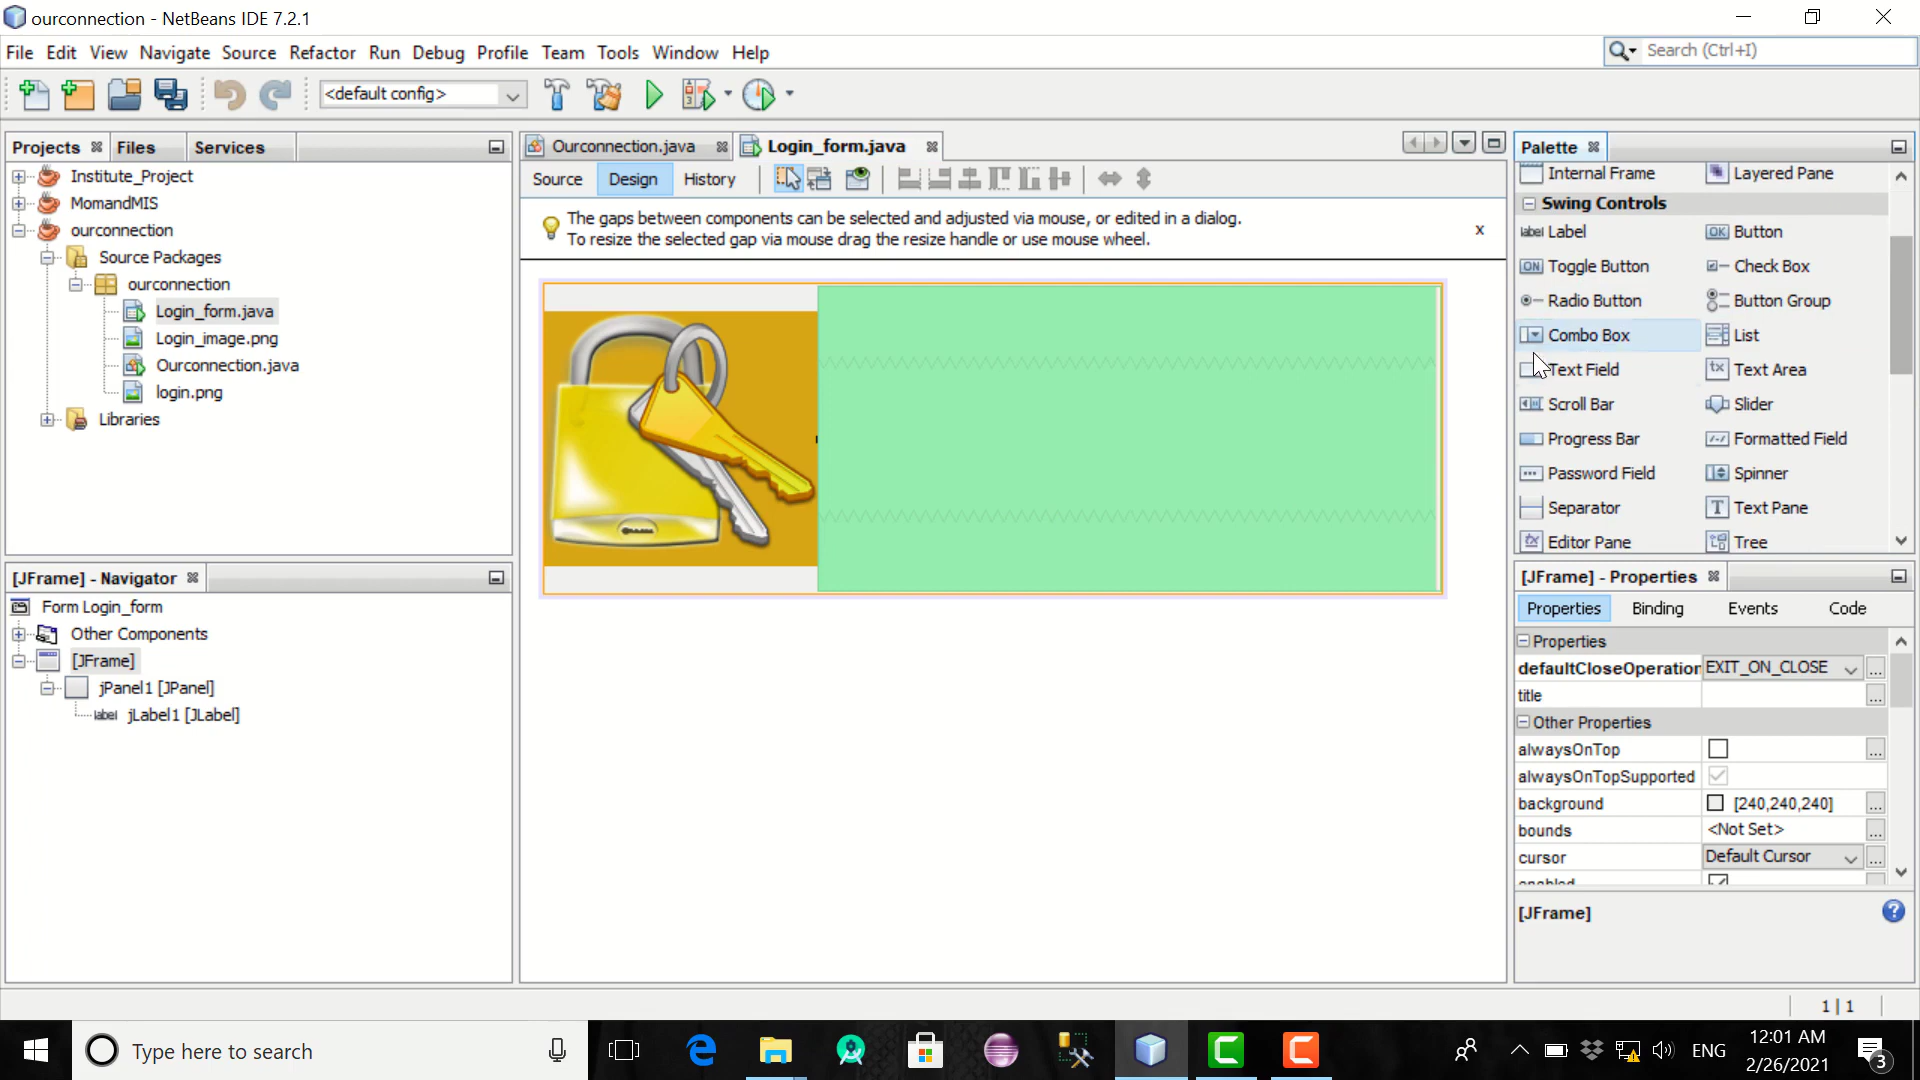 ourconnection - NetBeans IDE 7.2.1
File Edit View Navigate Source Refactor Run Debug Profile Team Tools Window Help
Search (Ctrl+I)
<default config>
Projects Files Services
Institute_Project
MomandMIS
ourconnection
Source Packages
ourconnection
Login_form.java
Login_image.png
Ourconnection.java
login.png
Libraries
[JFrame] - Navigator
Form Login_form
Other Components
[JFrame]
jPanel1 [JPanel]
label jLabel1 [JLabel]
Ourconnection.java Login_form.java
Source Design History
The gaps between components can be selected and adjusted via mouse, or edited in a dialog.
To resize the selected gap via mouse drag the resize handle or use mouse wheel.
x
Palette
Internal Frame Layered Pane
Swing Controls
label Label OK Button
ON Toggle Button Check Box
Radio Button Button Group
Combo Box List
Text Field tx Text Area
Scroll Bar Slider
Progress Bar Formatted Field
Password Field Spinner
Separator T Text Pane
tx Editor Pane Tree
[JFrame] - Properties
Properties Binding Events Code
Properties
defaultCloseOperation EXIT_ON_CLOSE ...
title ...
Other Properties
alwaysOnTop ...
alwaysOnTopSupported
background [240,240,240] ...
bounds <Not Set> ...
cursor Default Cursor ...
enabled
[JFrame]
1 | 1
Type here to search
ENG
12:01 AM
2/26/2021
3